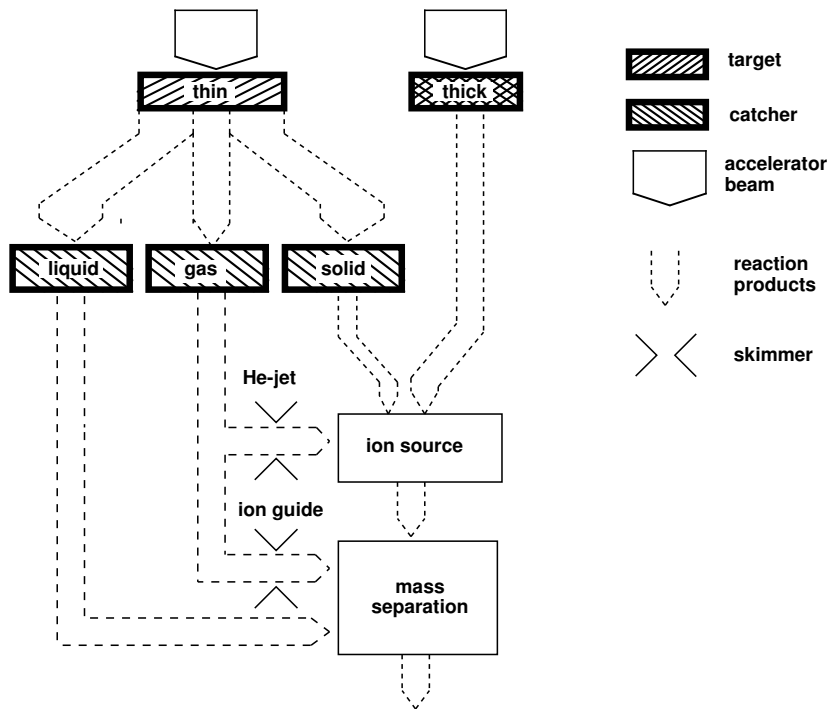 thin
thick
target
catcher
accelerator
beam
liquid
gas
solid
reaction
products
skimmer
He-jet
ion source
ion guide
mass
separation